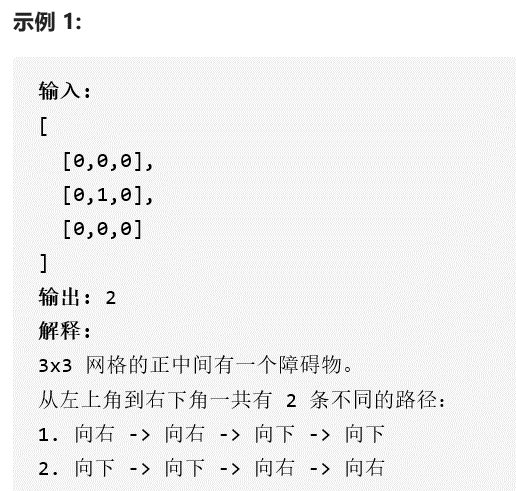 示例 1:
输入:
[
  [0,0,0],
  [0,1,0],
  [0,0,0]
]
输出: 2
解释:
3x3 网格的正中间有一个障碍物。
从左上角到右下角一共有 2 条不同的路径:
1. 向右 -> 向右 -> 向下 -> 向下
2. 向下 -> 向下 -> 向右 -> 向右